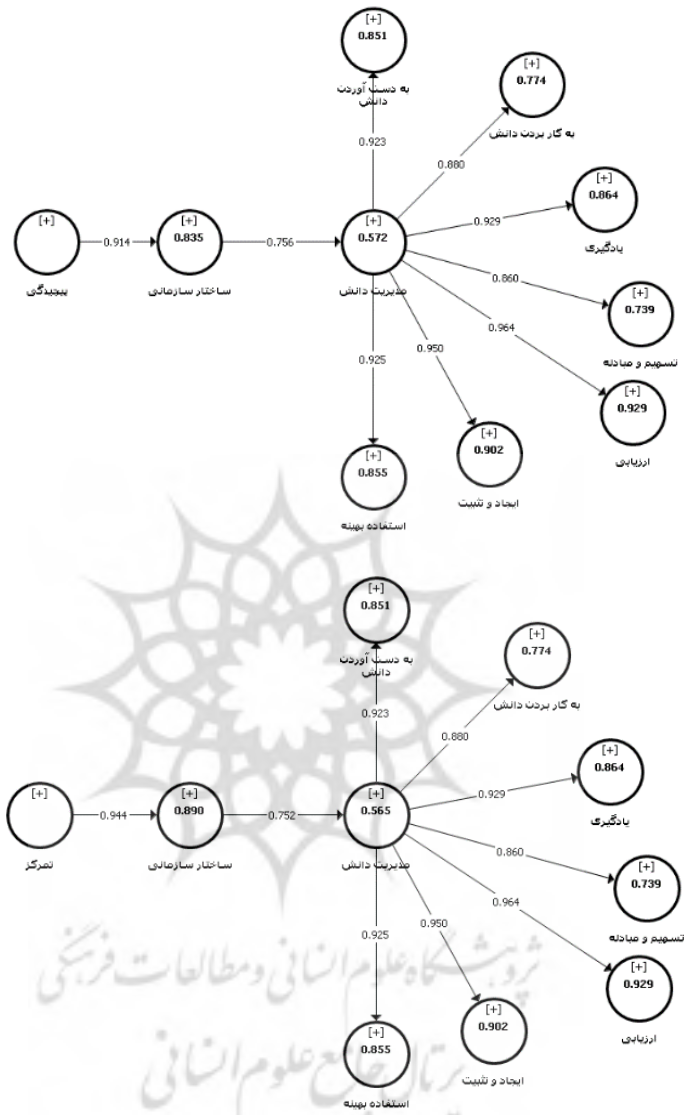 [+]
0.851
به دست آوردن
دانش
[+]
0.774
به کار بردن دانش
0.923
0.880
[+]
0.864
یادگیری
0.929
[+]
پیچیدگی
0.914
[+]
0.835
ساختار سازمانی
0.756
[+]
0.572
مدیریت دانش
0.860
[+]
0.739
تسهیم و مبادله
0.964
0.950
0.925
[+]
0.929
ارزیابی
[+]
0.902
ایجاد و تثبیت
[+]
0.855
استفاده بهینه
[+]
0.851
به دست آوردن
دانش
[+]
0.774
به کار بردن دانش
0.923
0.880
[+]
0.864
یادگیری
0.929
[+]
تمرکز
0.944
[+]
0.890
ساختار سازمانی
0.752
[+]
0.565
مدیریت دانش
0.860
[+]
0.739
تسهیم و مبادله
0.964
0.950
0.925
[+]
0.929
ارزیابی
[+]
0.902
ایجاد و تثبیت
[+]
0.855
استفاده بهینه
پژوهشگاه علوم انسانی و مطالعات فرهنگی
پرتال جامع علوم انسانی